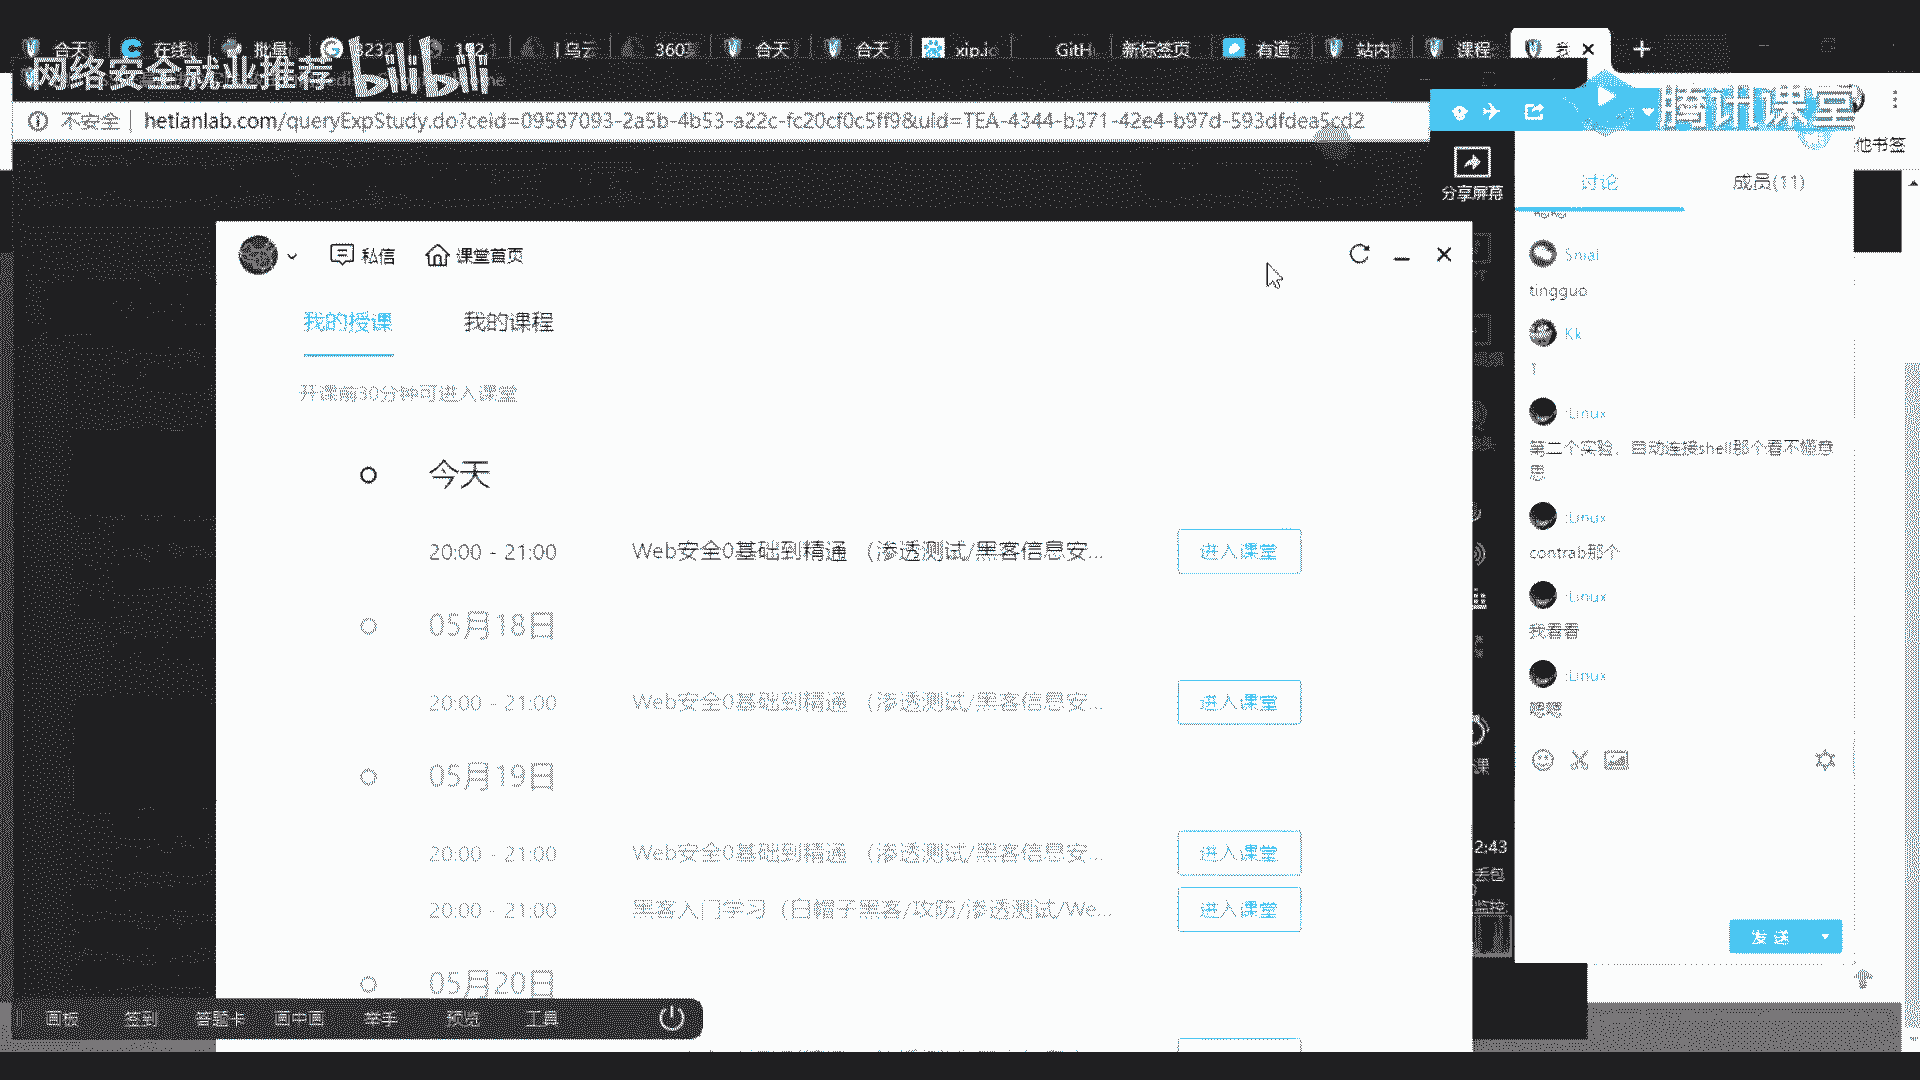 合天
在线
批量
乌云
360
合天
合天
xip.io
GitH
新标签页
有道
站内
课程
网络安全就业推荐 bilibili
不安全 hetianlab.com/queryExpStudy.do?ceid=09587093-2a5b-4b53-a22c-fc20cf0c5ff9&uid=TEA-4344-b371-42e4-b97d-593dfdea5cd2
腾讯课堂
他书签
分享屏幕
讨论 成员(11)
私信 课堂首页
Snial
tingguo
我的授课 我的课程
Kk
1
开课前30分钟可进入课堂
:Linux
第二个实验，自动连接shell那个看不懂意
思
今天
:Linux
contrab那个
20:00 - 21:00 Web安全0基础到精通 （渗透测试/黑客信息安... 进入课堂
:Linux
我看看
05月18日
:Linux
嗯嗯
20:00 - 21:00 Web安全0基础到精通 （渗透测试/黑客信息安... 进入课堂
05月19日
20:00 - 21:00 Web安全0基础到精通 （渗透测试/黑客信息安... 进入课堂
2:43
丢包
20:00 - 21:00 黑客入门学习（白帽子黑客/攻防/渗透测试/We... 进入课堂
监控
发送
05月20日
画板 签到 答题卡 画中画 举手 预览 工具